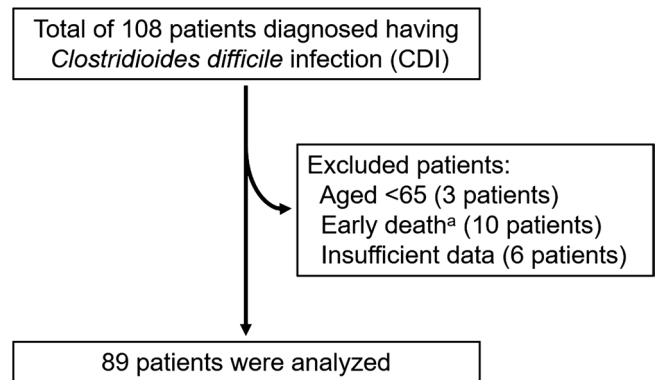 Total of 108 patients diagnosed having
Clostridioides difficile infection (CDI)
Excluded patients:
Aged <65 (3 patients)
Early deathᵃ (10 patients)
Insufficient data (6 patients)
89 patients were analyzed